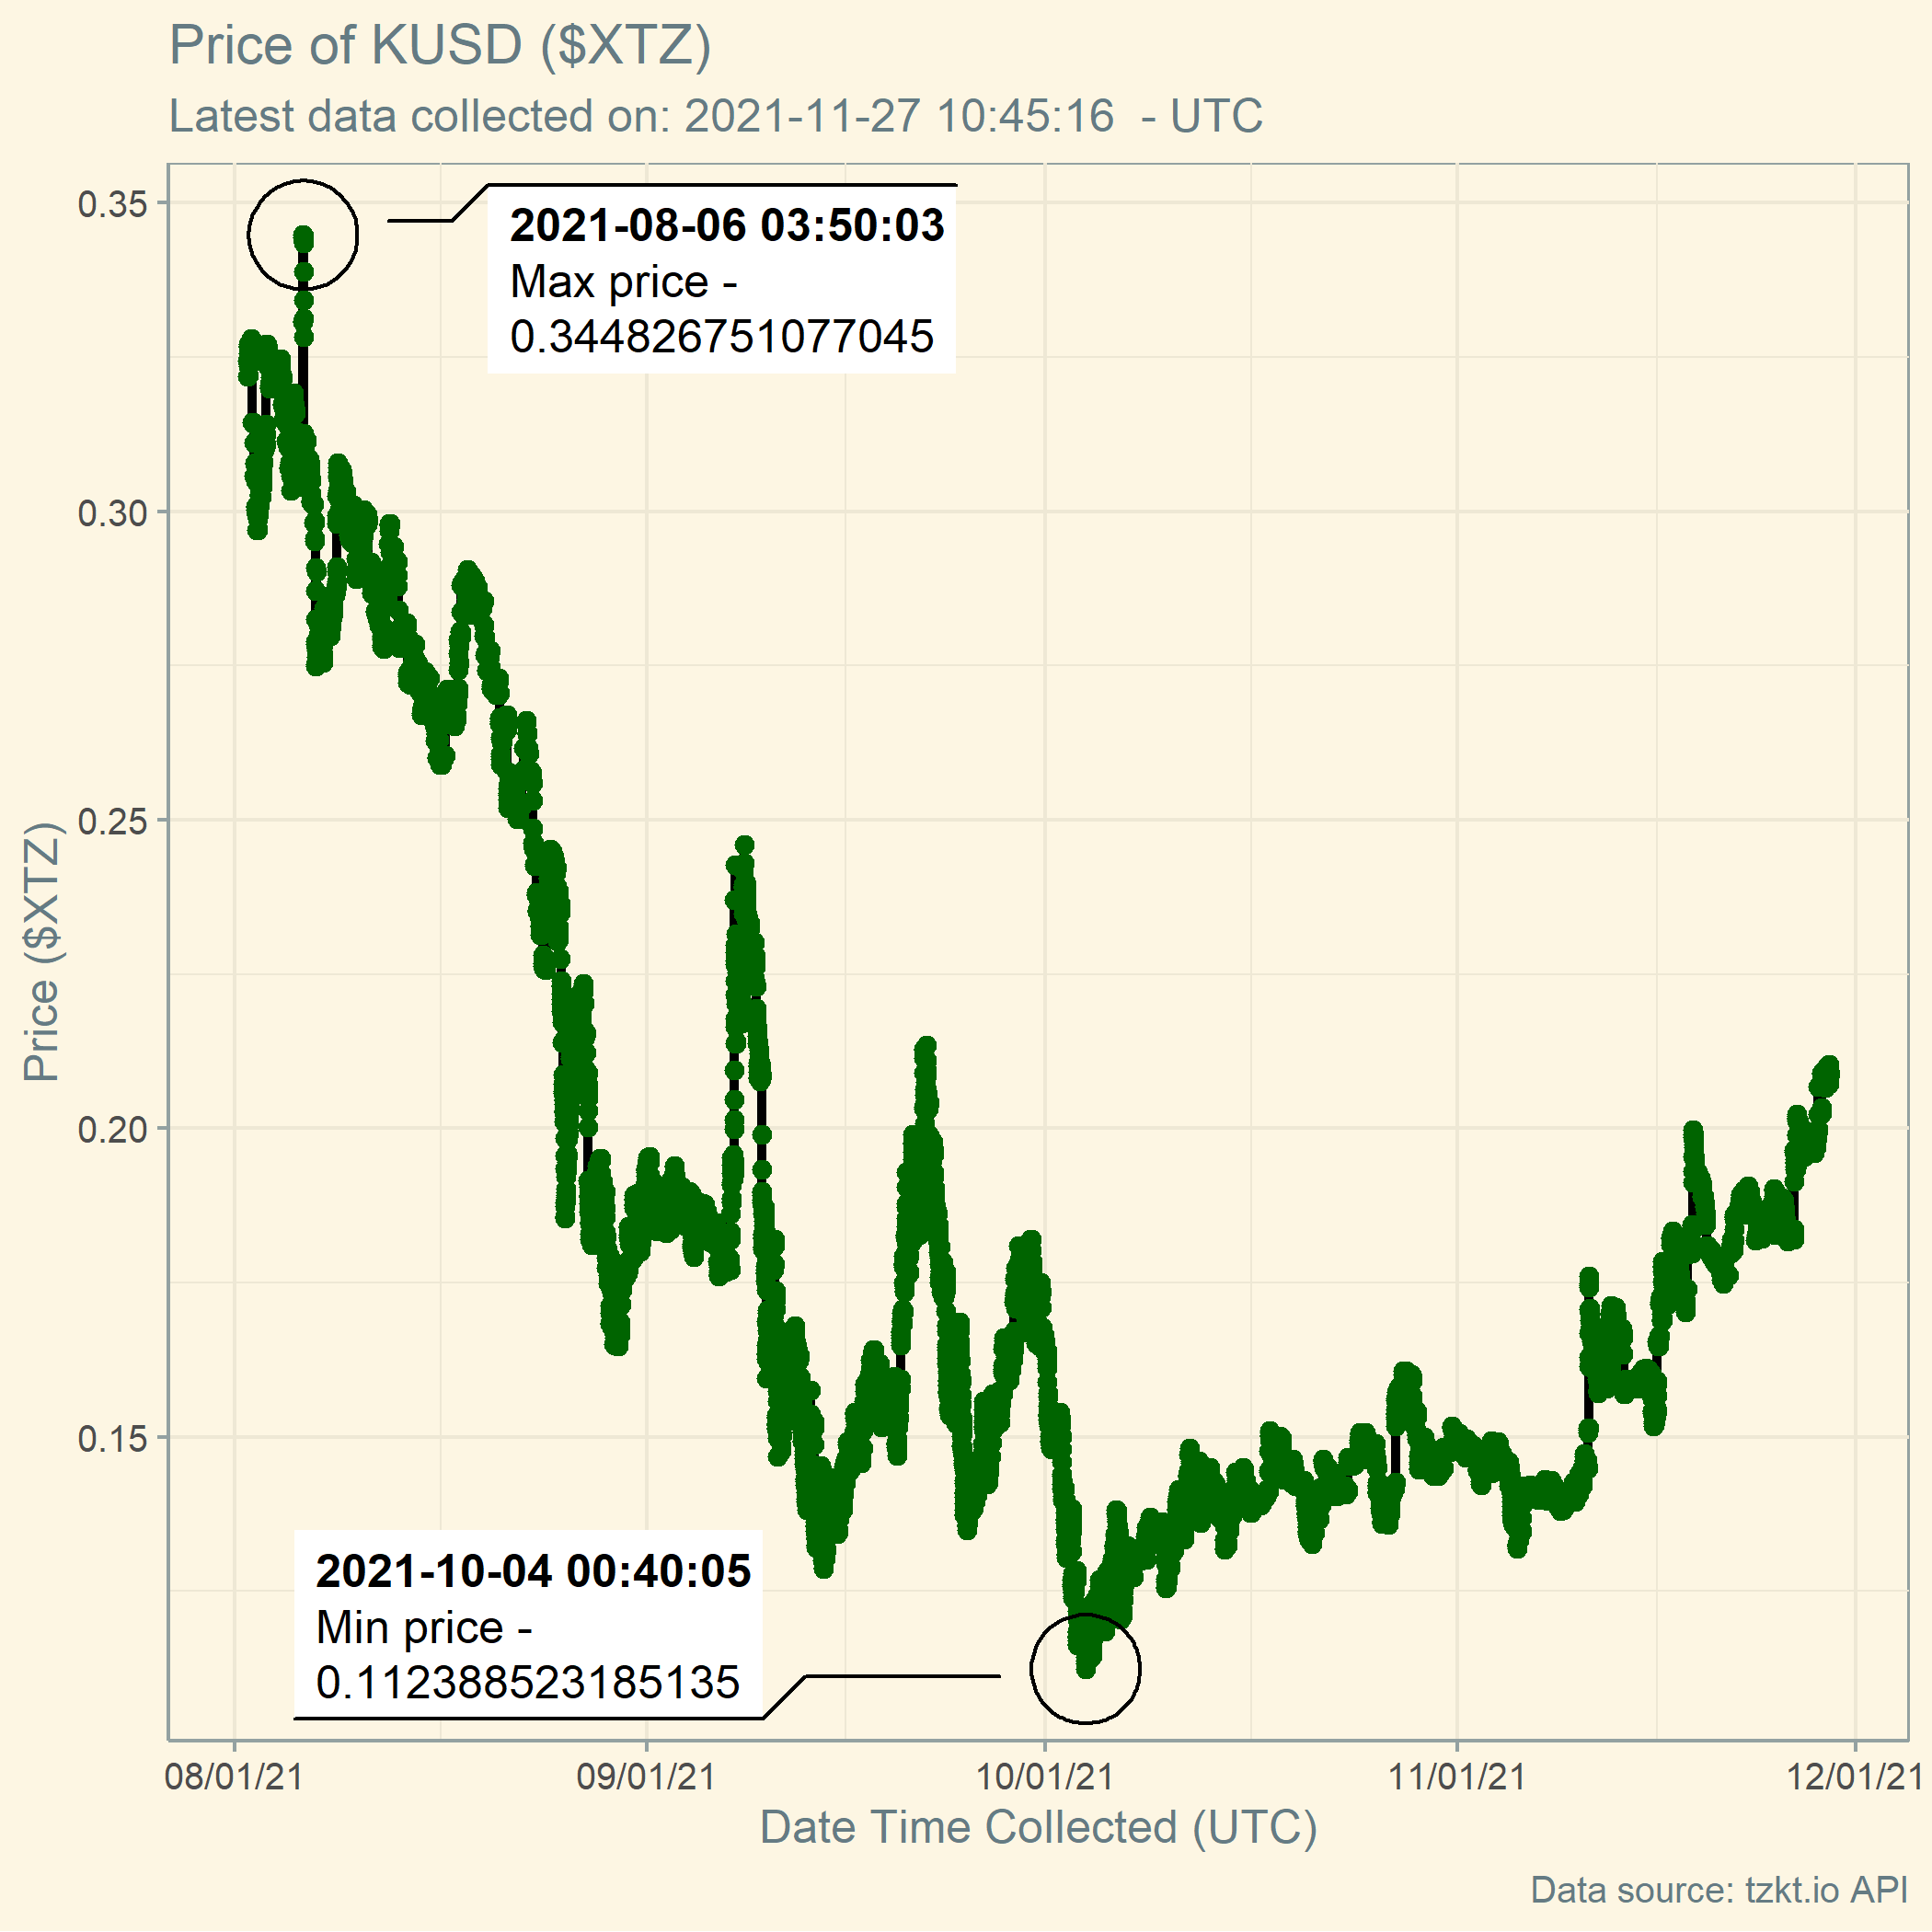 Price of KUSD ($XTZ)
Latest data collected on: 2021-11-27 10:45:16  - UTC
2021-08-06 03:50:03
Max price -
0.344826751077045
0.35
0.30
0.25
0.20
0.15
Price ($XTZ)
2021-10-04 00:40:05
Min price -
0.112388523185135
08/01/21
09/01/21
10/01/21
11/01/21
12/01/21
Date Time Collected (UTC)
Data source: tzkt.io API